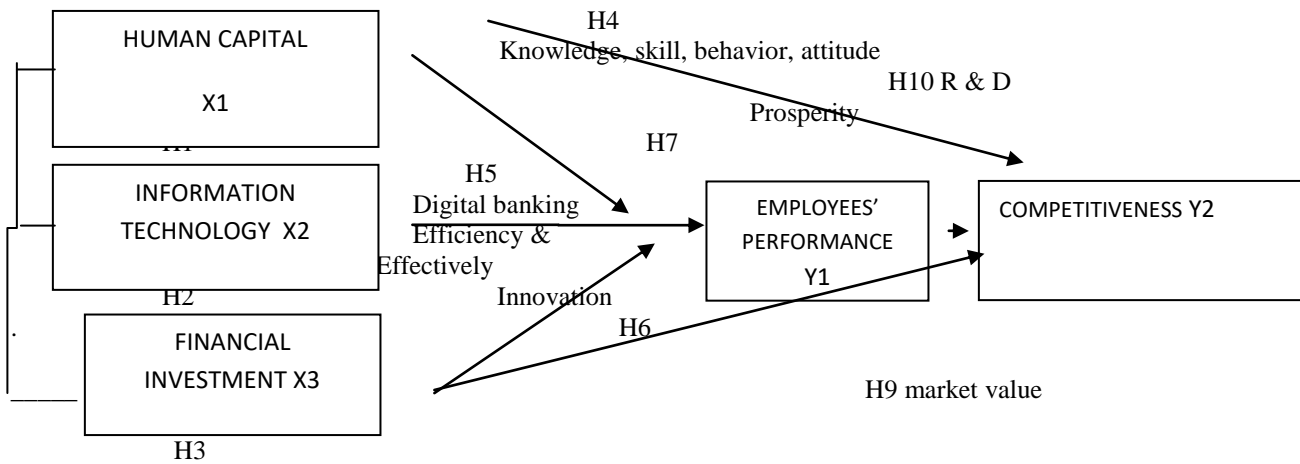 H4
HUMAN CAPITAL
Knowledge, skill, behavior, attitude
H10 R & D
X1
Prosperity
H7
H5
INFORMATION
TECHNOLOGY X2
Digital banking
Efficiency &
Effectively
EMPLOYEES'
PERFORMANCE
Y1
COMPETITIVENESS Y2
H2
Innovation
.
H6
FINANCIAL
INVESTMENT X3
H9 market value
H3